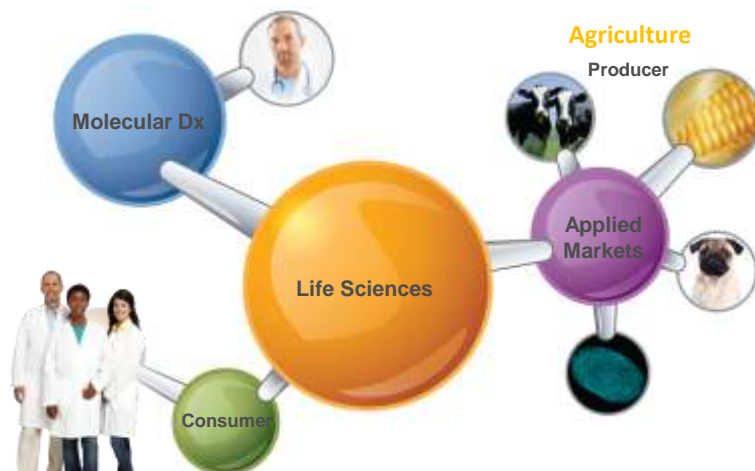 Agriculture
Producer
Molecular Dx
Applied
Markets
Life Sciences
Consumer